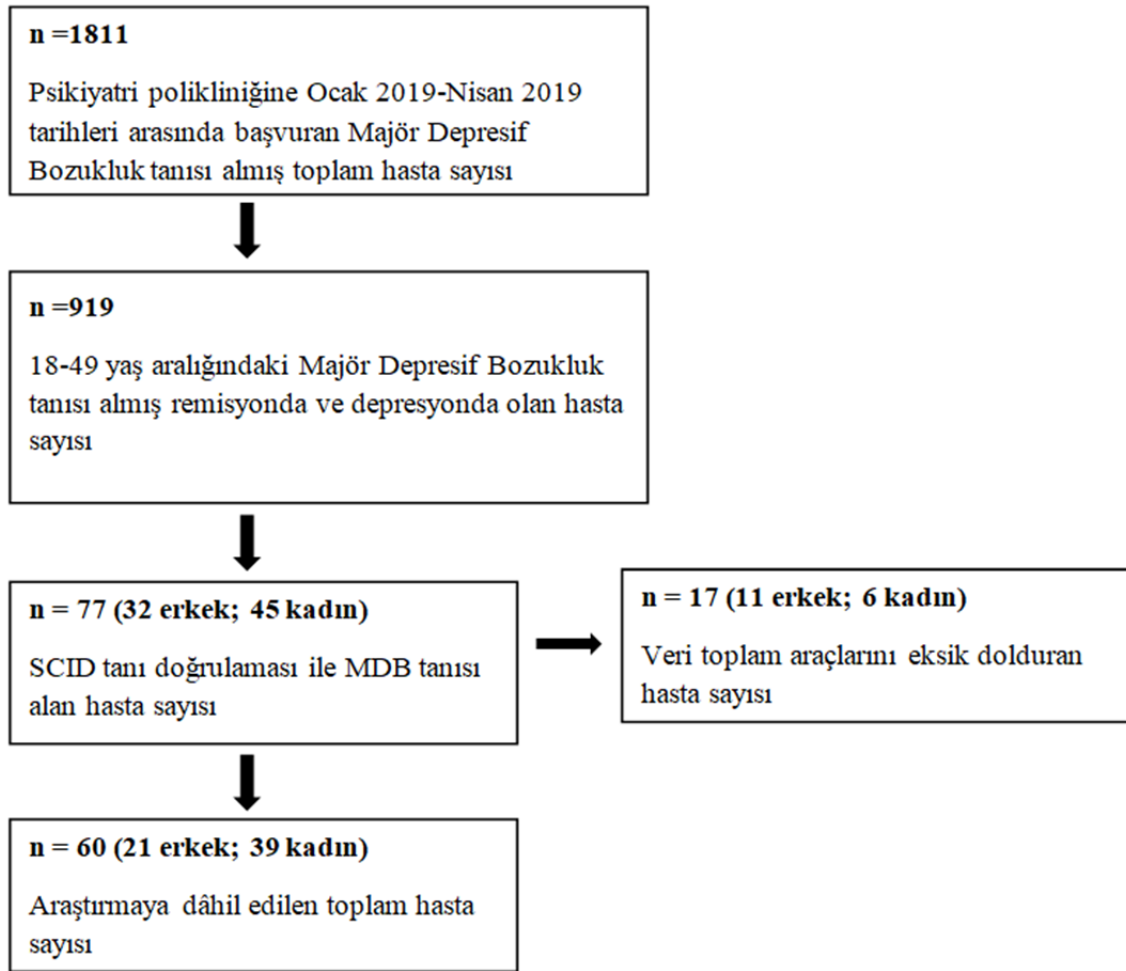 n =1811
Psikiyatri polikliniğine Ocak 2019-Nisan 2019
tarihleri arasında başvuran Majör Depresif
Bozukluk tanısı almış toplam hasta sayısı
n =919
18-49 yaş aralığındaki Majör Depresif Bozukluk
tanısı almış remisyonda ve depresyonda olan hasta
sayısı
n = 77 (32 erkek; 45 kadın)
SCID tanı doğrulaması ile MDB tanısı
alan hasta sayısı
n = 17 (11 erkek; 6 kadın)
Veri toplam araçlarını eksik dolduran
hasta sayısı
n = 60 (21 erkek; 39 kadın)
Araştırmaya dâhil edilen toplam hasta
sayısı